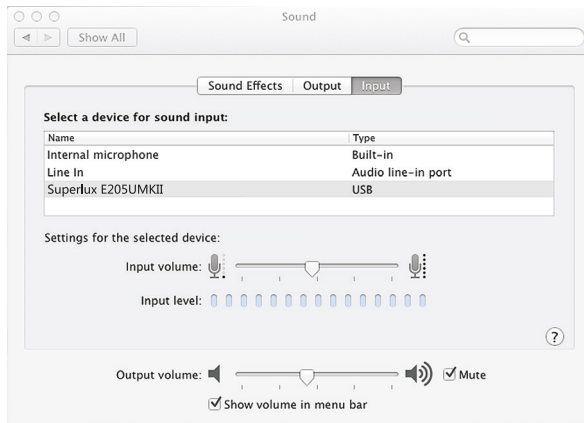 Sound
Show All
Sound Effects Output Input
Select a device for sound input:
Name Type
Internal microphone Built-in
Line In Audio line-in port
Superlux E205UMKII USB
Settings for the selected device:
Input volume:
Input level:
?
Output volume: Mute
Show volume in menu bar